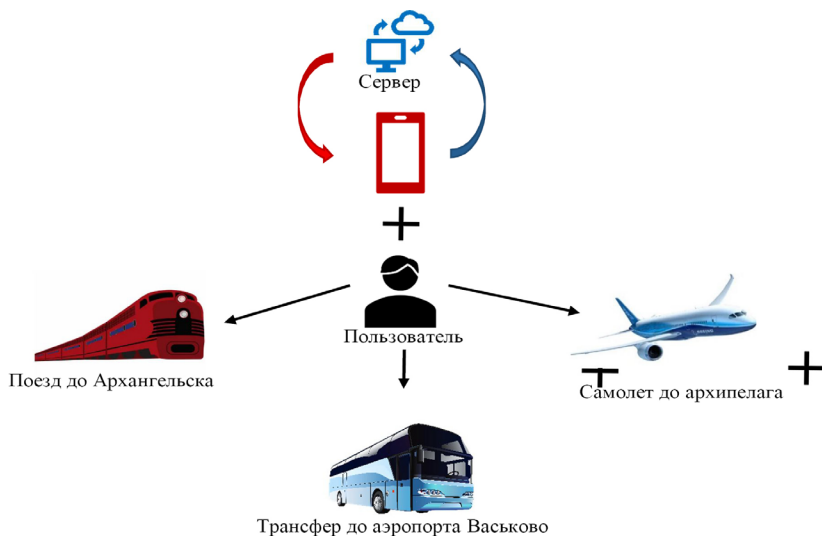 Сервер
Пользователь
Поезд до Архангельска
Самолет до архипелага
Трансфер до аэропорта Васьково